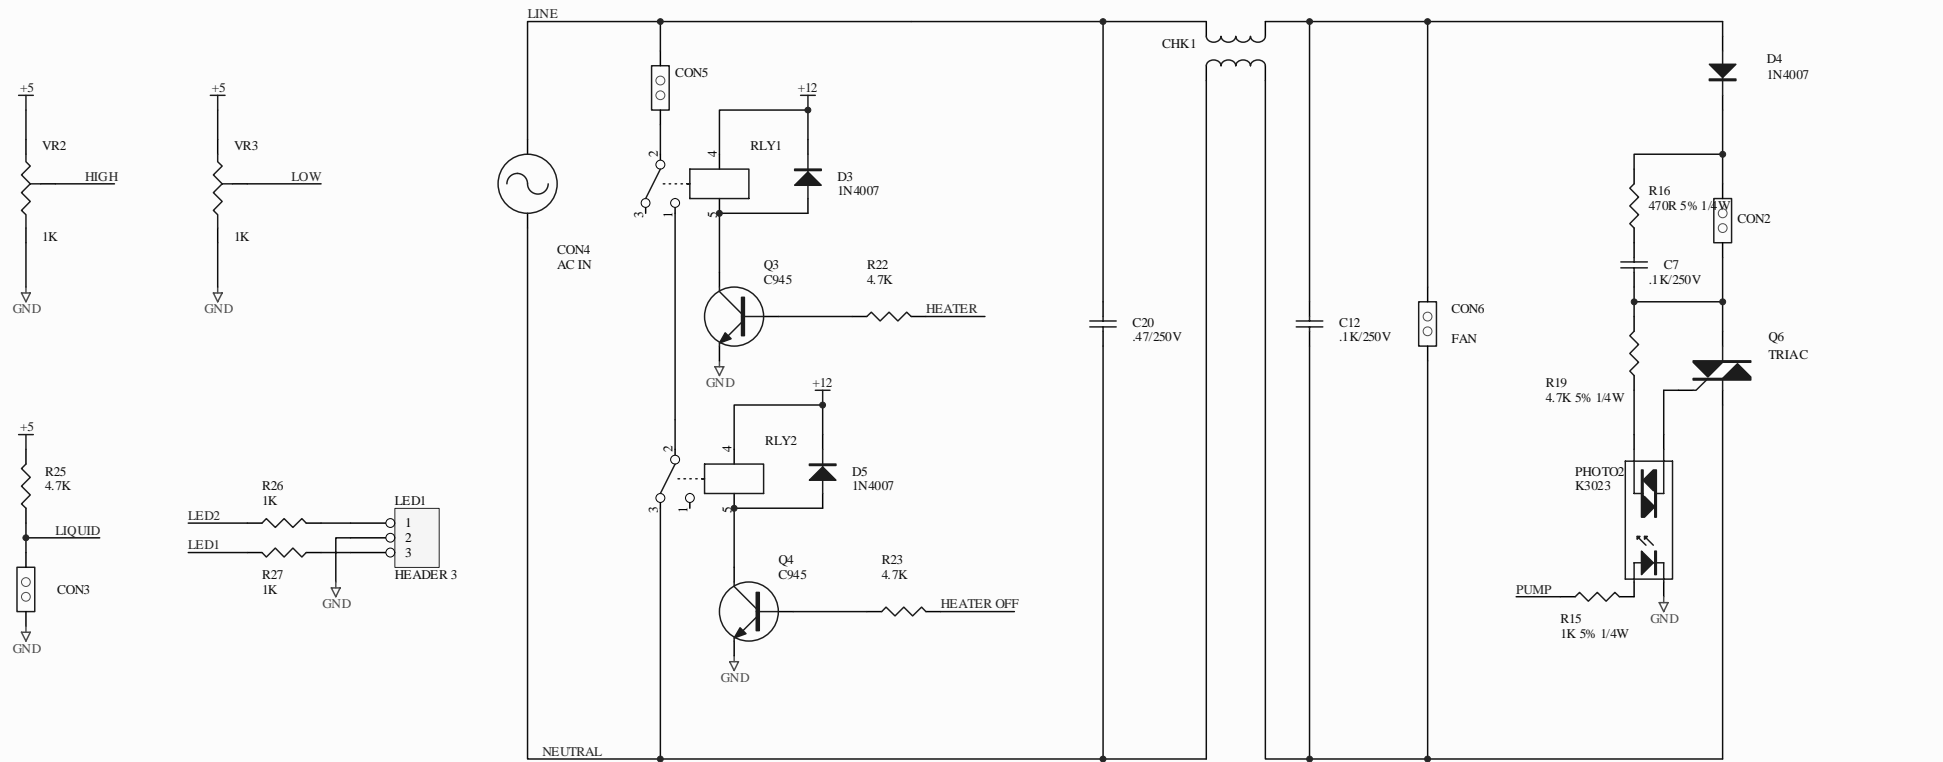 LINE
CHK1
CON5
D4
1N4007
+5
+5
+12
VR2
VR3
RLY1
2
4
HIGH
LOW
D3
1N4007
R16
470R 5% 1/4W
CON2
3
1
5
1K
1K
CON4
AC IN
Q3
C945
R22
4.7K
C7
.1K/250V
GND
GND
HEATER
CON6
C20
.47/250V
C12
.1K/250V
FAN
Q6
TRIAC
GND
+12
R19
4.7K 5% 1/4W
+5
RLY2
2
4
R25
4.7K
D5
1N4007
PHOTO2
K3023
R26
1K
LED1
3
1
5
LED2
1
LIQUID
2
LED1
3
R27
1K
HEADER 3
Q4
C945
R23
4.7K
CON3
GND
HEATER OFF
PUMP
R15
1K 5% 1/4W
GND
GND
GND
NEUTRAL